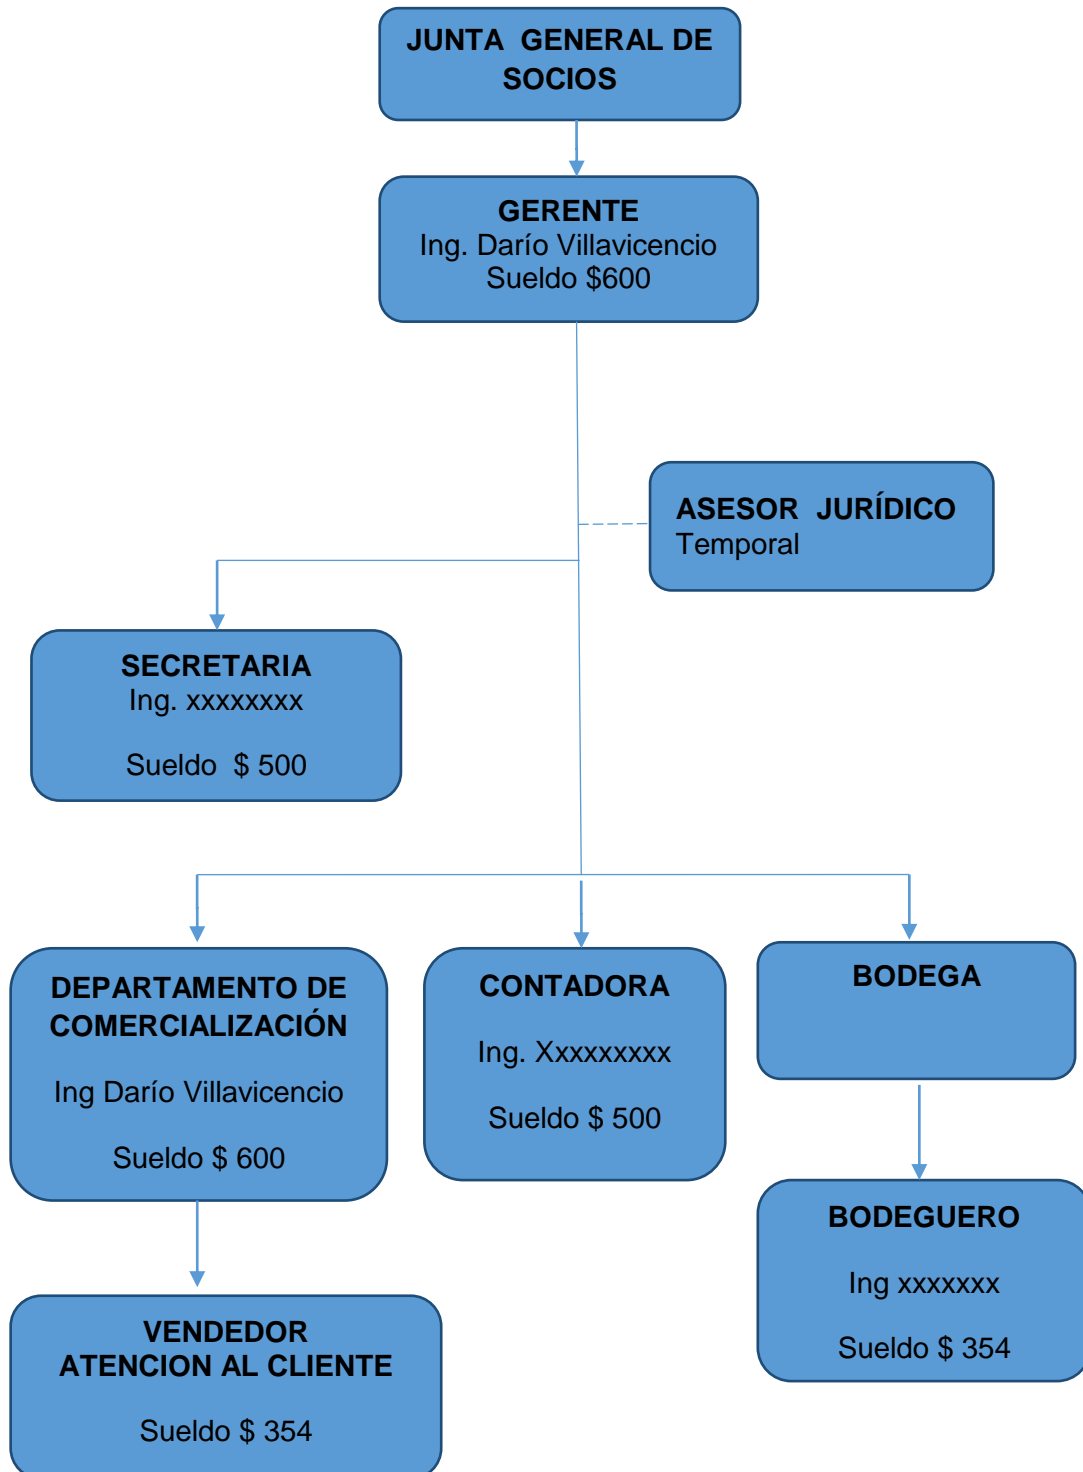 JUNTA GENERAL DE
SOCIOS
GERENTE
Ing. Darío Villavicencio
Sueldo $600
ASESOR JURÍDICO
Temporal
SECRETARIA
Ing. xxxxxxxx
Sueldo $ 500
DEPARTAMENTO DE
COMERCIALIZACIÓN
Ing Darío Villavicencio
Sueldo $ 600
CONTADORA
Ing. Xxxxxxxxx
Sueldo $ 500
BODEGA
BODEGUERO
Ing xxxxxxx
Sueldo $ 354
VENDEDOR
ATENCION AL CLIENTE
Sueldo $ 354